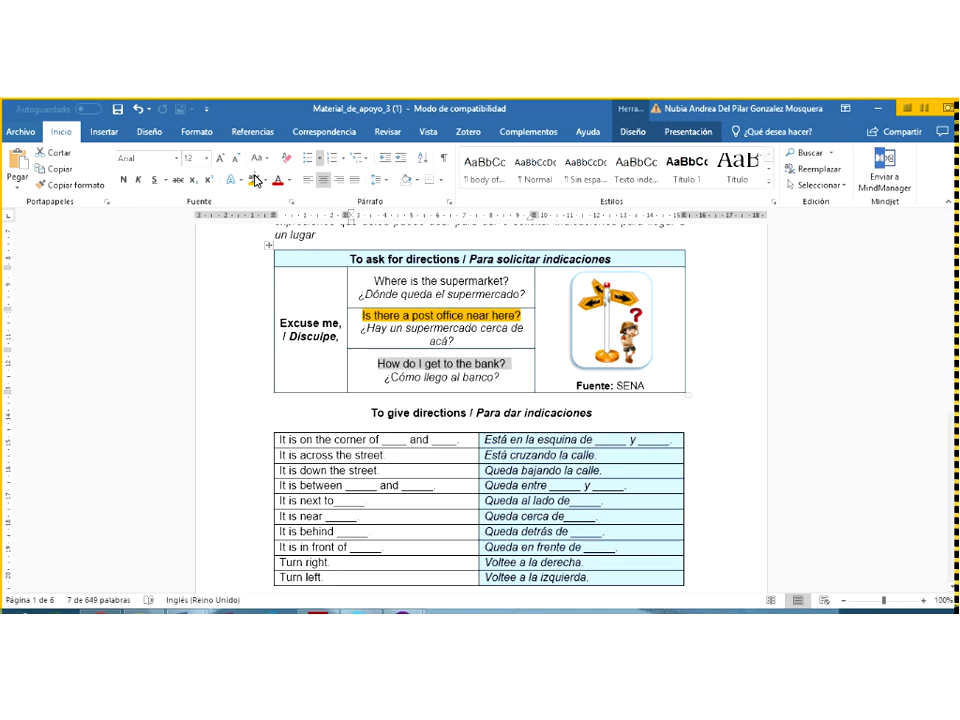 Autoguardado
Material_de_apoyo_3 (1) - Modo de compatibilidad
Herra...
Nubia Andrea Del Pilar Gonzalez Mosquera
Archivo Inicio Insertar Diseño Formato Referencias Correspondencia Revisar Vista Zotero Complementos Ayuda Diseño Presentación ¿Qué desea hacer? Compartir
Pegar
Cortar
Copiar
Copiar formato
Portapapeles
Arial 12
N K S abc x₂ x²
Fuente
Párrafo
AaBbCc AaBbCcDc AaBbCcDc AaBbCc AaBbCc AaB
¶ body of... ¶ Normal ¶ Sin esp... Texto inde... Título 1 Título
Estilos
Buscar
Reemplazar
Seleccionar
Edición
Enviar a
MindManager
Mindjet
un lugar.
To ask for directions / Para solicitar indicaciones
Excuse me,
/ Disculpe,
Where is the supermarket?
¿Dónde queda el supermercado?
Is there a post office near here?
¿Hay un supermercado cerca de
acá?
How do I get to the bank?
¿Cómo llego al banco?
?
Fuente: SENA
To give directions / Para dar indicaciones
It is on the corner of ____ and ____. Está en la esquina de _____ y _____.
It is across the street. Está cruzando la calle.
It is down the street. Queda bajando la calle.
It is between _____ and _____. Queda entre _____ y _____.
It is next to_____. Queda al lado de_____.
It is near _____. Queda cerca de_____.
It is behind _____. Queda detrás de _____.
It is in front of _____. Queda en frente de _____.
Turn right. Voltee a la derecha.
Turn left. Voltee a la izquierda.
Página 1 de 6 7 de 649 palabras Inglés (Reino Unido) 100%